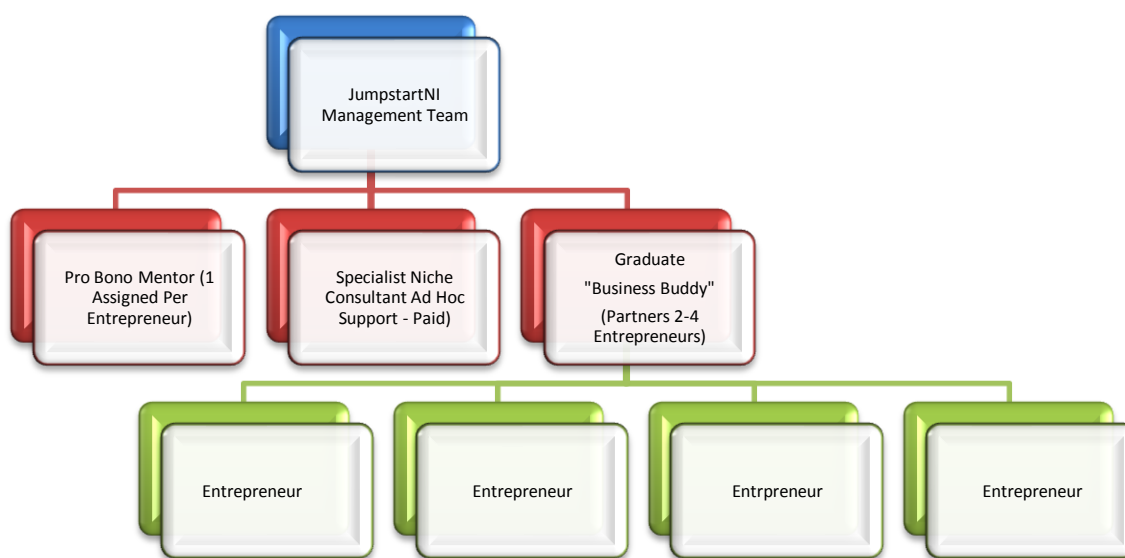 JumpstartNI
Management Team
Pro Bono Mentor (1
Assigned Per
Entrepreneur)
Specialist Niche
Consultant Ad Hoc
Support - Paid)
Graduate
"Business Buddy"
(Partners 2-4
Entrepreneurs)
Entrepreneur
Entrepreneur
Entrpreneur
Entrepreneur